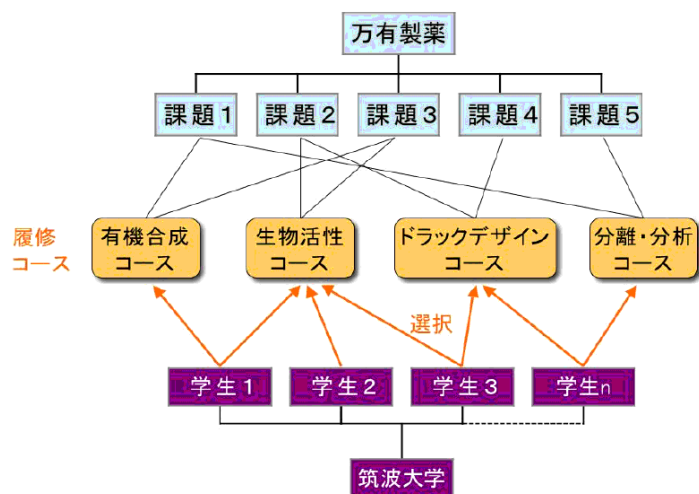 万有製薬
課題1
課題2
課題3
課題4
課題5
履修
コース
有機合成
コース
生物活性
コース
ドラックデザイン
コース
分離・分析
コース
選択
学生1
学生2
学生3
学生n
筑波大学